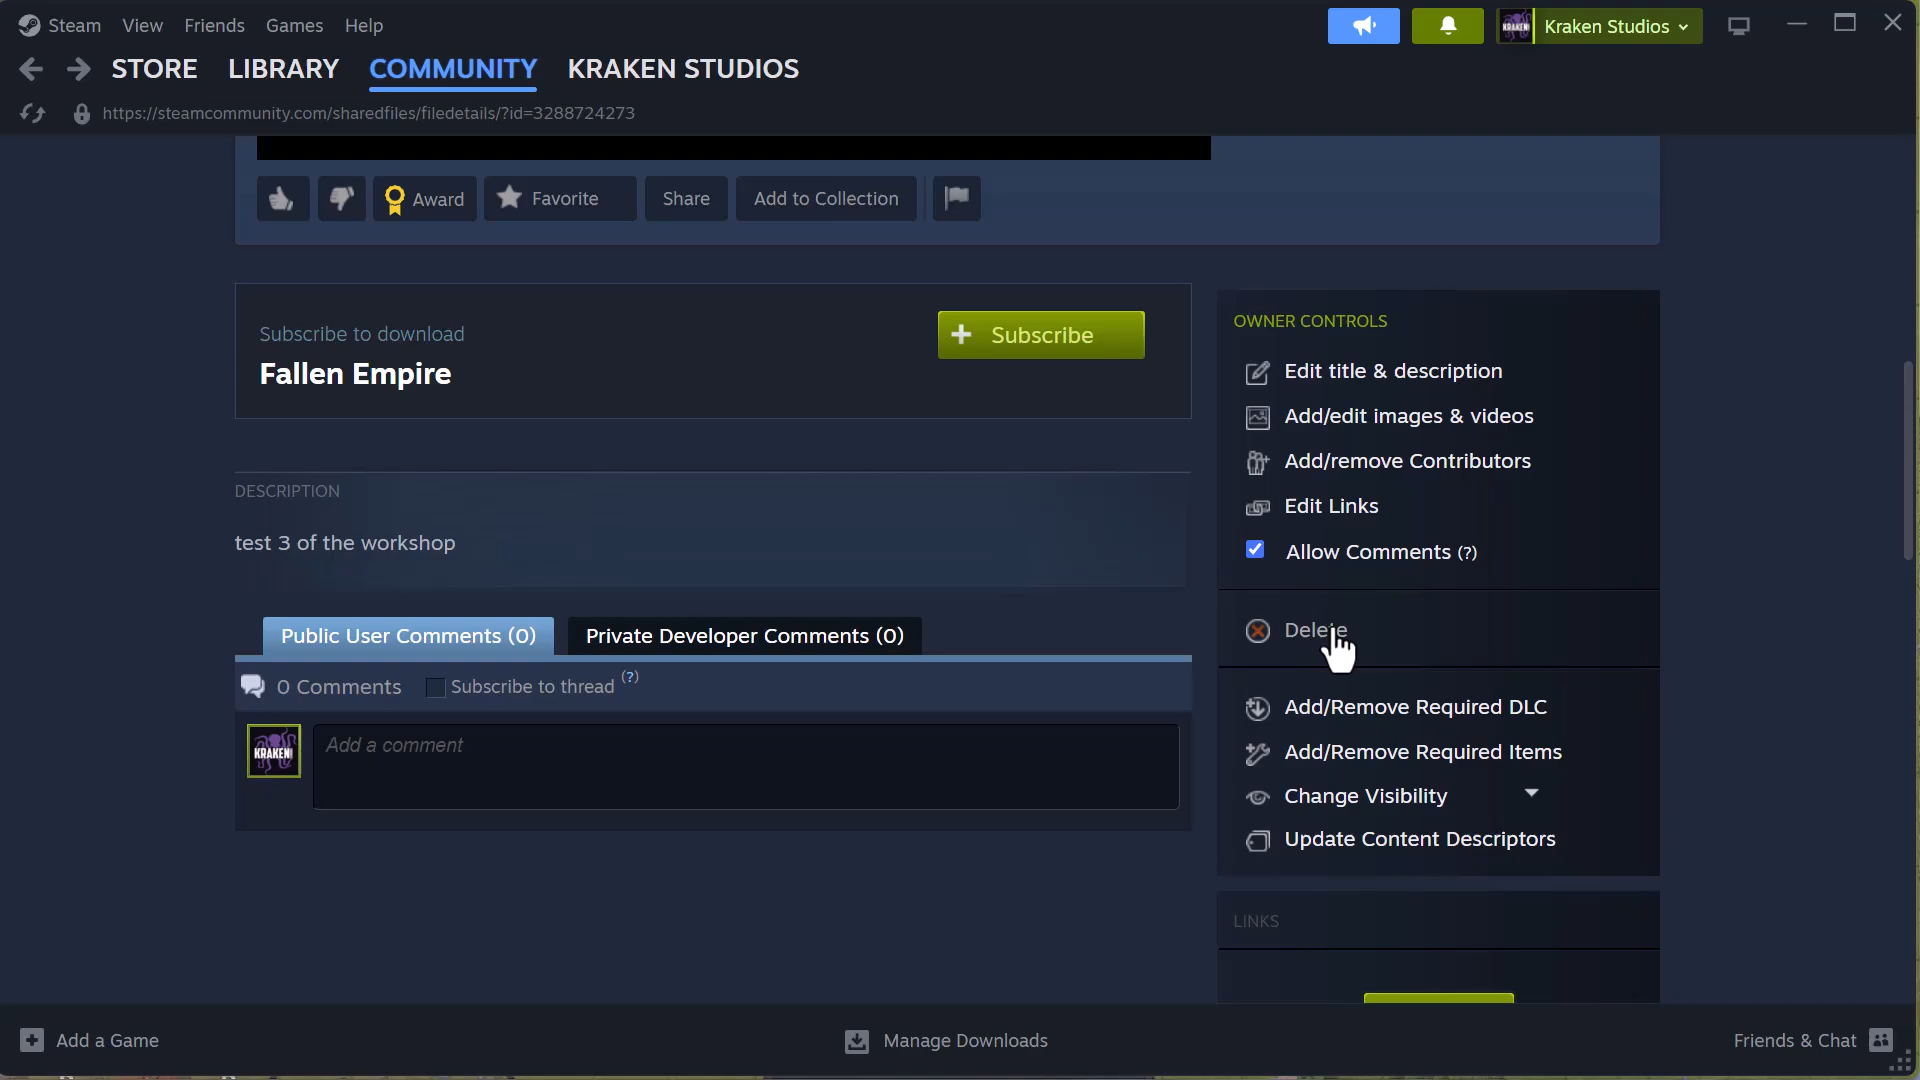 Steam View Friends Games Help
KRAKEN Kraken Studios
STORE LIBRARY COMMUNITY KRAKEN STUDIOS
https://steamcommunity.com/sharedfiles/filedetails/?id=3288724273
Award Favorite Share Add to Collection
Subscribe to download
Fallen Empire
+ Subscribe
DESCRIPTION
test 3 of the workshop
Public User Comments (0) Private Developer Comments (0)
0 Comments Subscribe to thread (?)
KRAKEN
Add a comment
OWNER CONTROLS
Edit title & description
Add/edit images & videos
Add/remove Contributors
Edit Links
Allow Comments (?)
Delete
Add/Remove Required DLC
Add/Remove Required Items
Change Visibility
Update Content Descriptors
LINKS
Add a Game Manage Downloads Friends & Chat